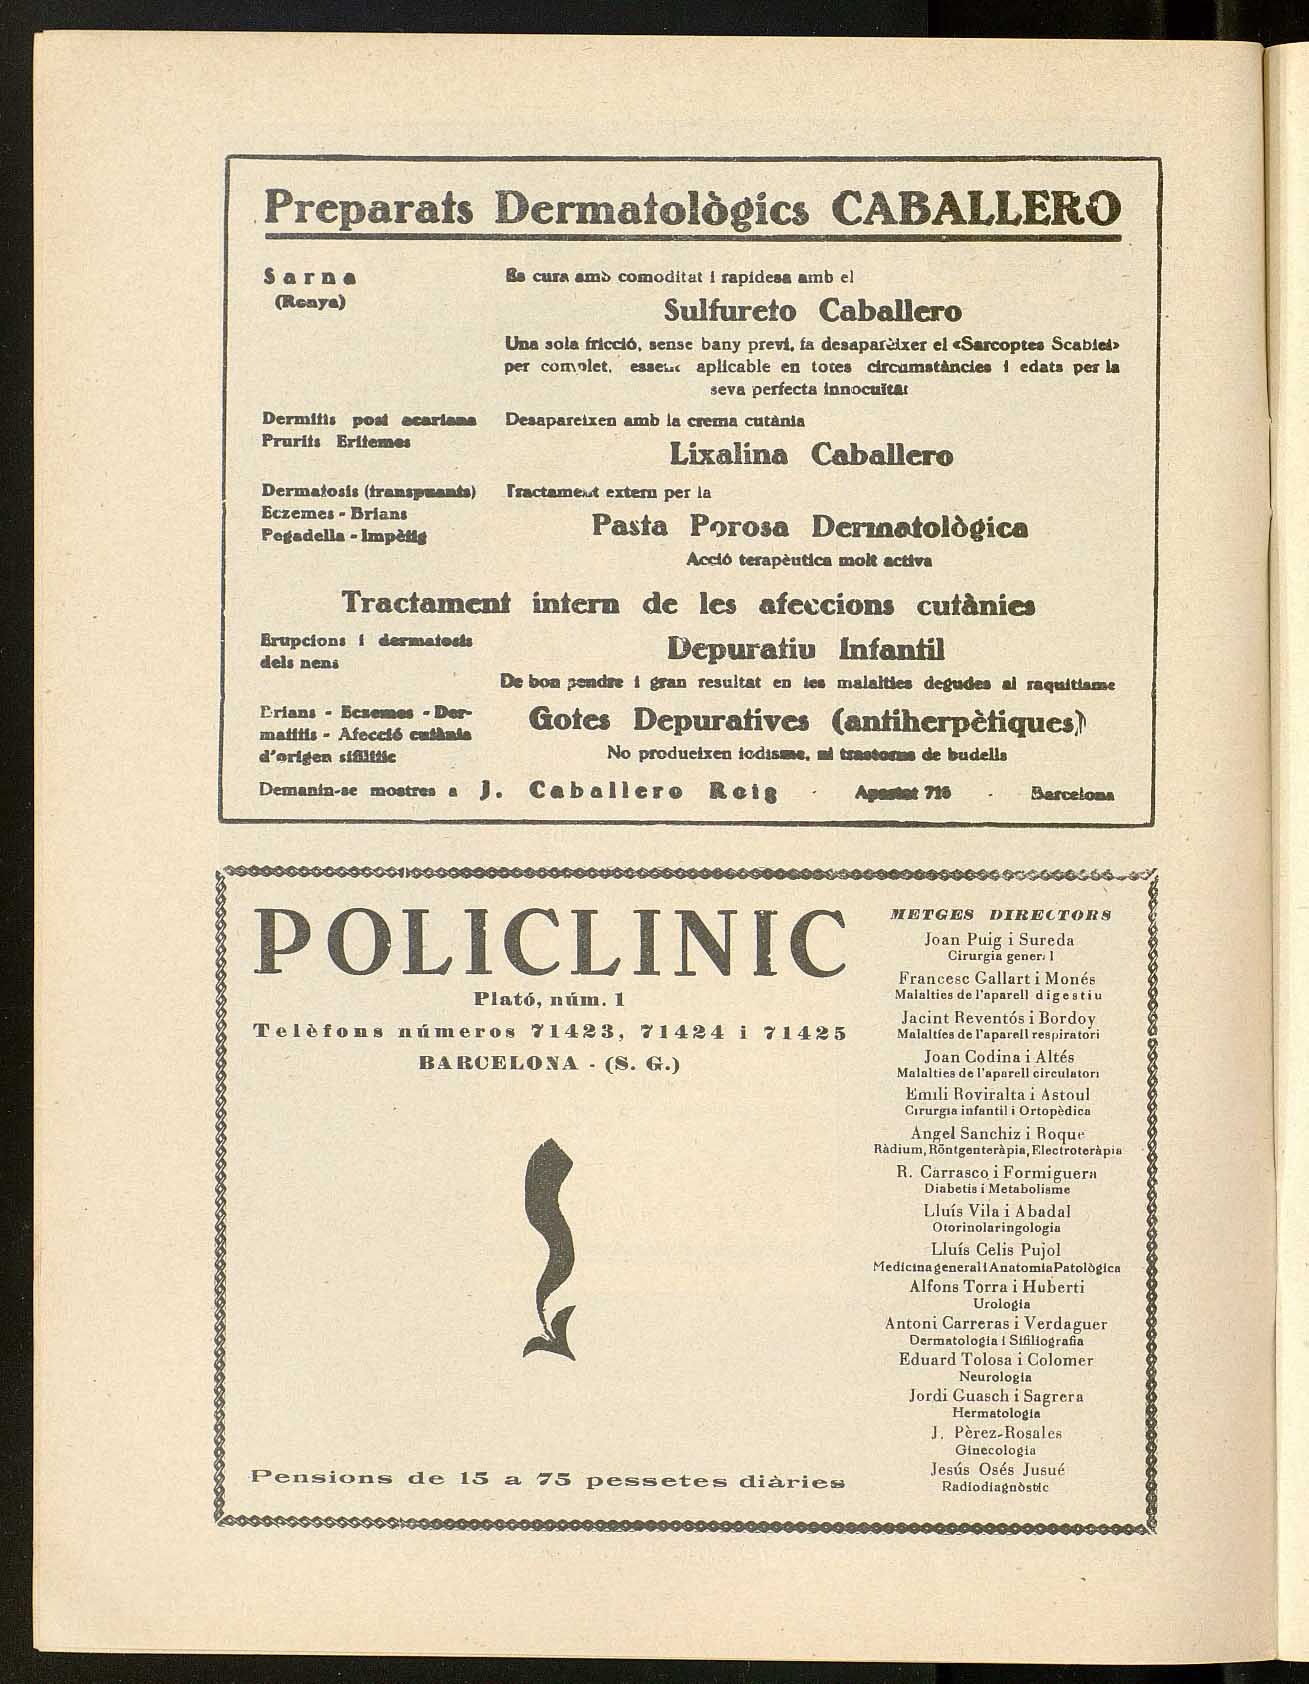 Preparats Dermatològics CABALLERO
Sarna
(Ronya)
Es cura amb comoditat i rapidesa amb el
Sulfureto Caballero
Una sola fricció, sense bany previ, fa desaparèixer el «Sarcoptes Scabiei»
per complet, essent aplicable en totes circumstàncies i edats per la
seva perfecta innocuitat
Dermitis post acariana
Prurits Eritemes
Desapareixen amb la crema cutània
Lixalina Caballero
Dermatosis (transpuants)
Eczemes - Brians
Pegadella - Impètig
Tractament extern per la
Pasta Porosa Dermatològica
Acció terapèutica molt activa
Tractament intern de les afeccions cutànies
Erupcions i dermatosis
dels nens
Depuratiu Infantil
De bon pendre i gran resultat en les malalties degudes al raquitisme
Brians - Eczemes - Der-
matitis - Afecció cutània
d'origen sifilític
Gotes Depuratives (antiherpètiques)
No produeixen iodisme, ni trastorns de budells
Demanin-se mostres a J. Caballero Roig - Apartat 716 - Barcelona
POLICLINIC
Plató, núm. 1
Telèfons números 71423, 71424 i 71425
BARCELONA - (S. G.)
Pensions de 15 a 75 pessetes diàries
METGES DIRECTORS
Joan Puig i Sureda
Cirurgia general
Francesc Gallart i Monés
Malalties de l'aparell digestiu
Jacint Reventós i Bordoy
Malalties de l'aparell respiratori
Joan Codina i Altés
Malalties de l'aparell circulatori
Emili Roviralta i Astoul
Cirurgia infantil i Ortopèdica
Angel Sanchiz i Roque
Ràdium, Röntgenteràpia, Electroteràpia
R. Carrasco i Formiguera
Diabetis i Metabolisme
Lluís Vila i Abadal
Otorinolaringologia
Lluís Celis Pujol
Medicina general i Anatomia Patològica
Alfons Torra i Huberti
Urologia
Antoni Carreras i Verdaguer
Dermatologia i Sifiliografia
Eduard Tolosa i Colomer
Neurologia
Jordi Guasch i Sagrera
Hermatologia
J. Pèrez-Rosales
Ginecologia
Jesús Osés Jusué
Radiodiagnòstic